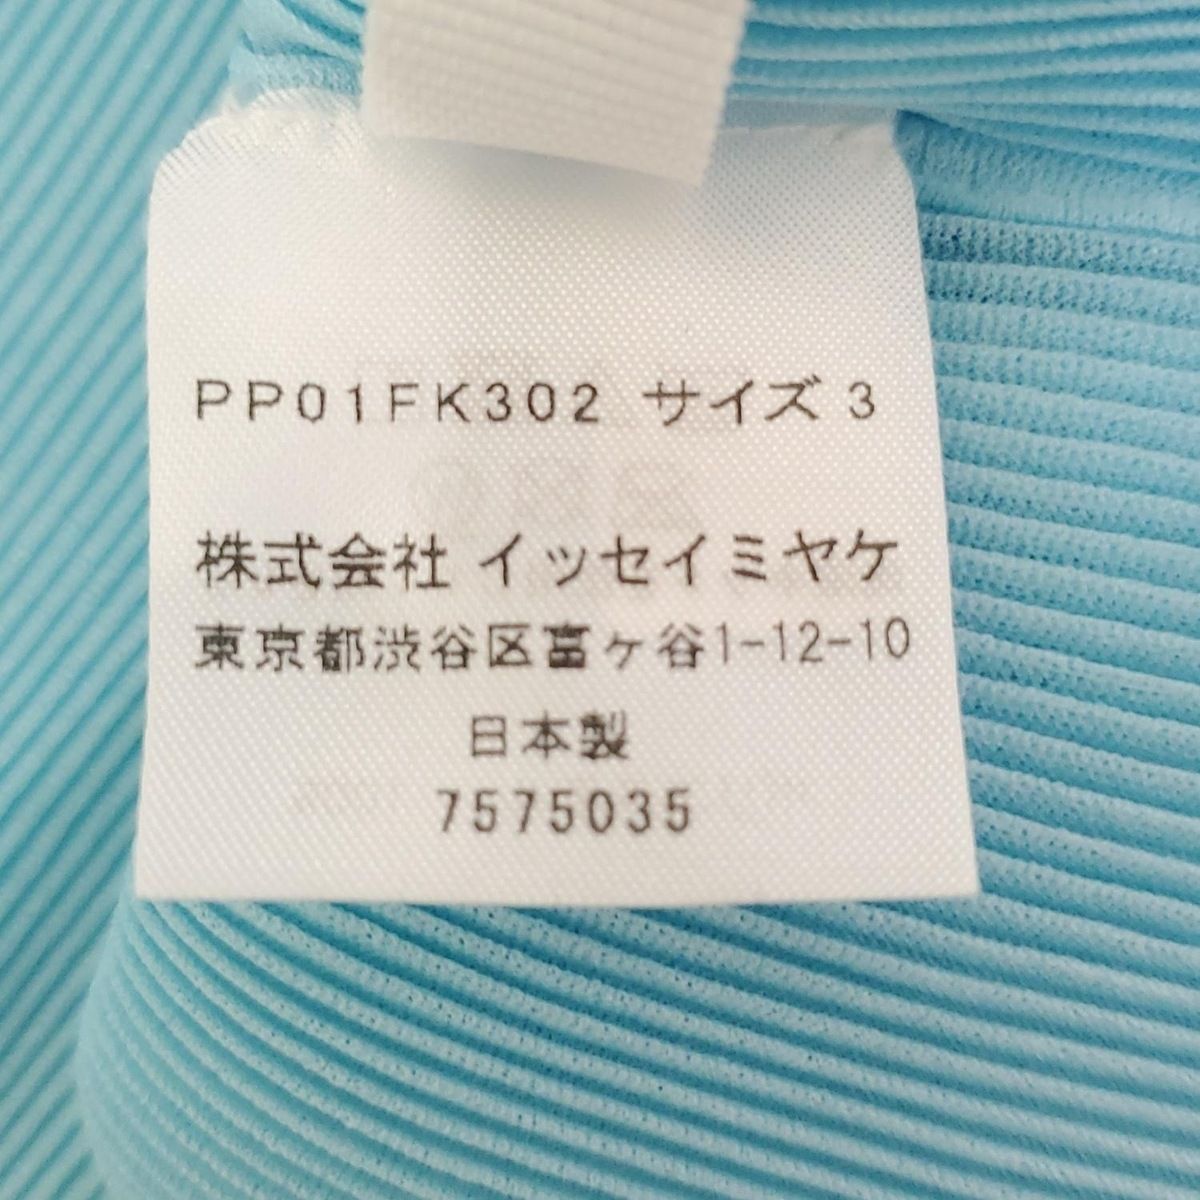 PP01FK302 サイズ 3
株式会社 イッセイミヤケ
東京都渋谷区富ヶ谷1-12-10
日本製
7575035